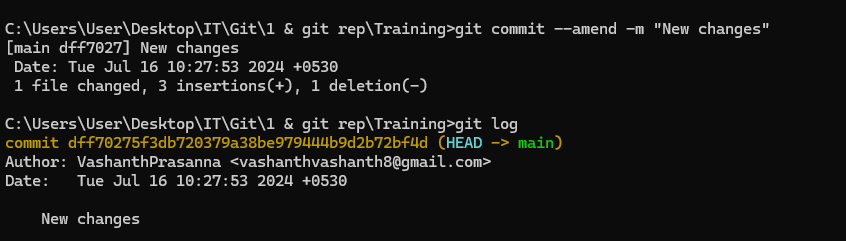 C:\Users\User\Desktop\IT\Git\1 & git rep\Training>git commit --amend -m "New changes"
[main dff7027] New changes
 Date: Tue Jul 16 10:27:53 2024 +0530
 1 file changed, 3 insertions(+), 1 deletion(-)
C:\Users\User\Desktop\IT\Git\1 & git rep\Training>git log
commit dff70275f3db720379a38be979444b9d2b72bf4d (HEAD -> main)
Author: VashanthPrasanna <vashanthvashanth8@gmail.com>
Date:   Tue Jul 16 10:27:53 2024 +0530
    New changes